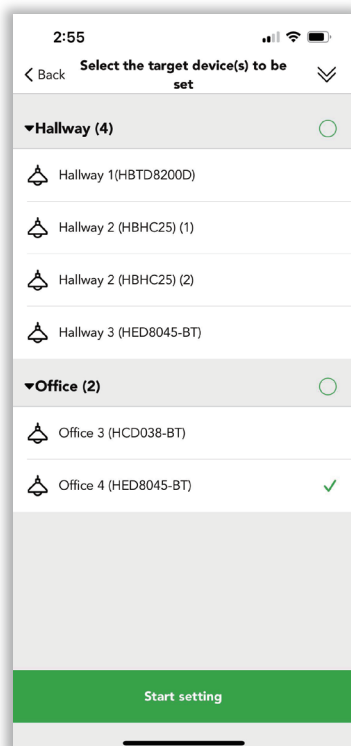 2:55
Back
Select the target device(s) to be
set
▾Hallway (4)
Hallway 1(HBTD8200D)
Hallway 2 (HBHC25) (1)
Hallway 2 (HBHC25) (2)
Hallway 3 (HED8045-BT)
▾Office (2)
Office 3 (HCD038-BT)
Office 4 (HED8045-BT)
Start setting